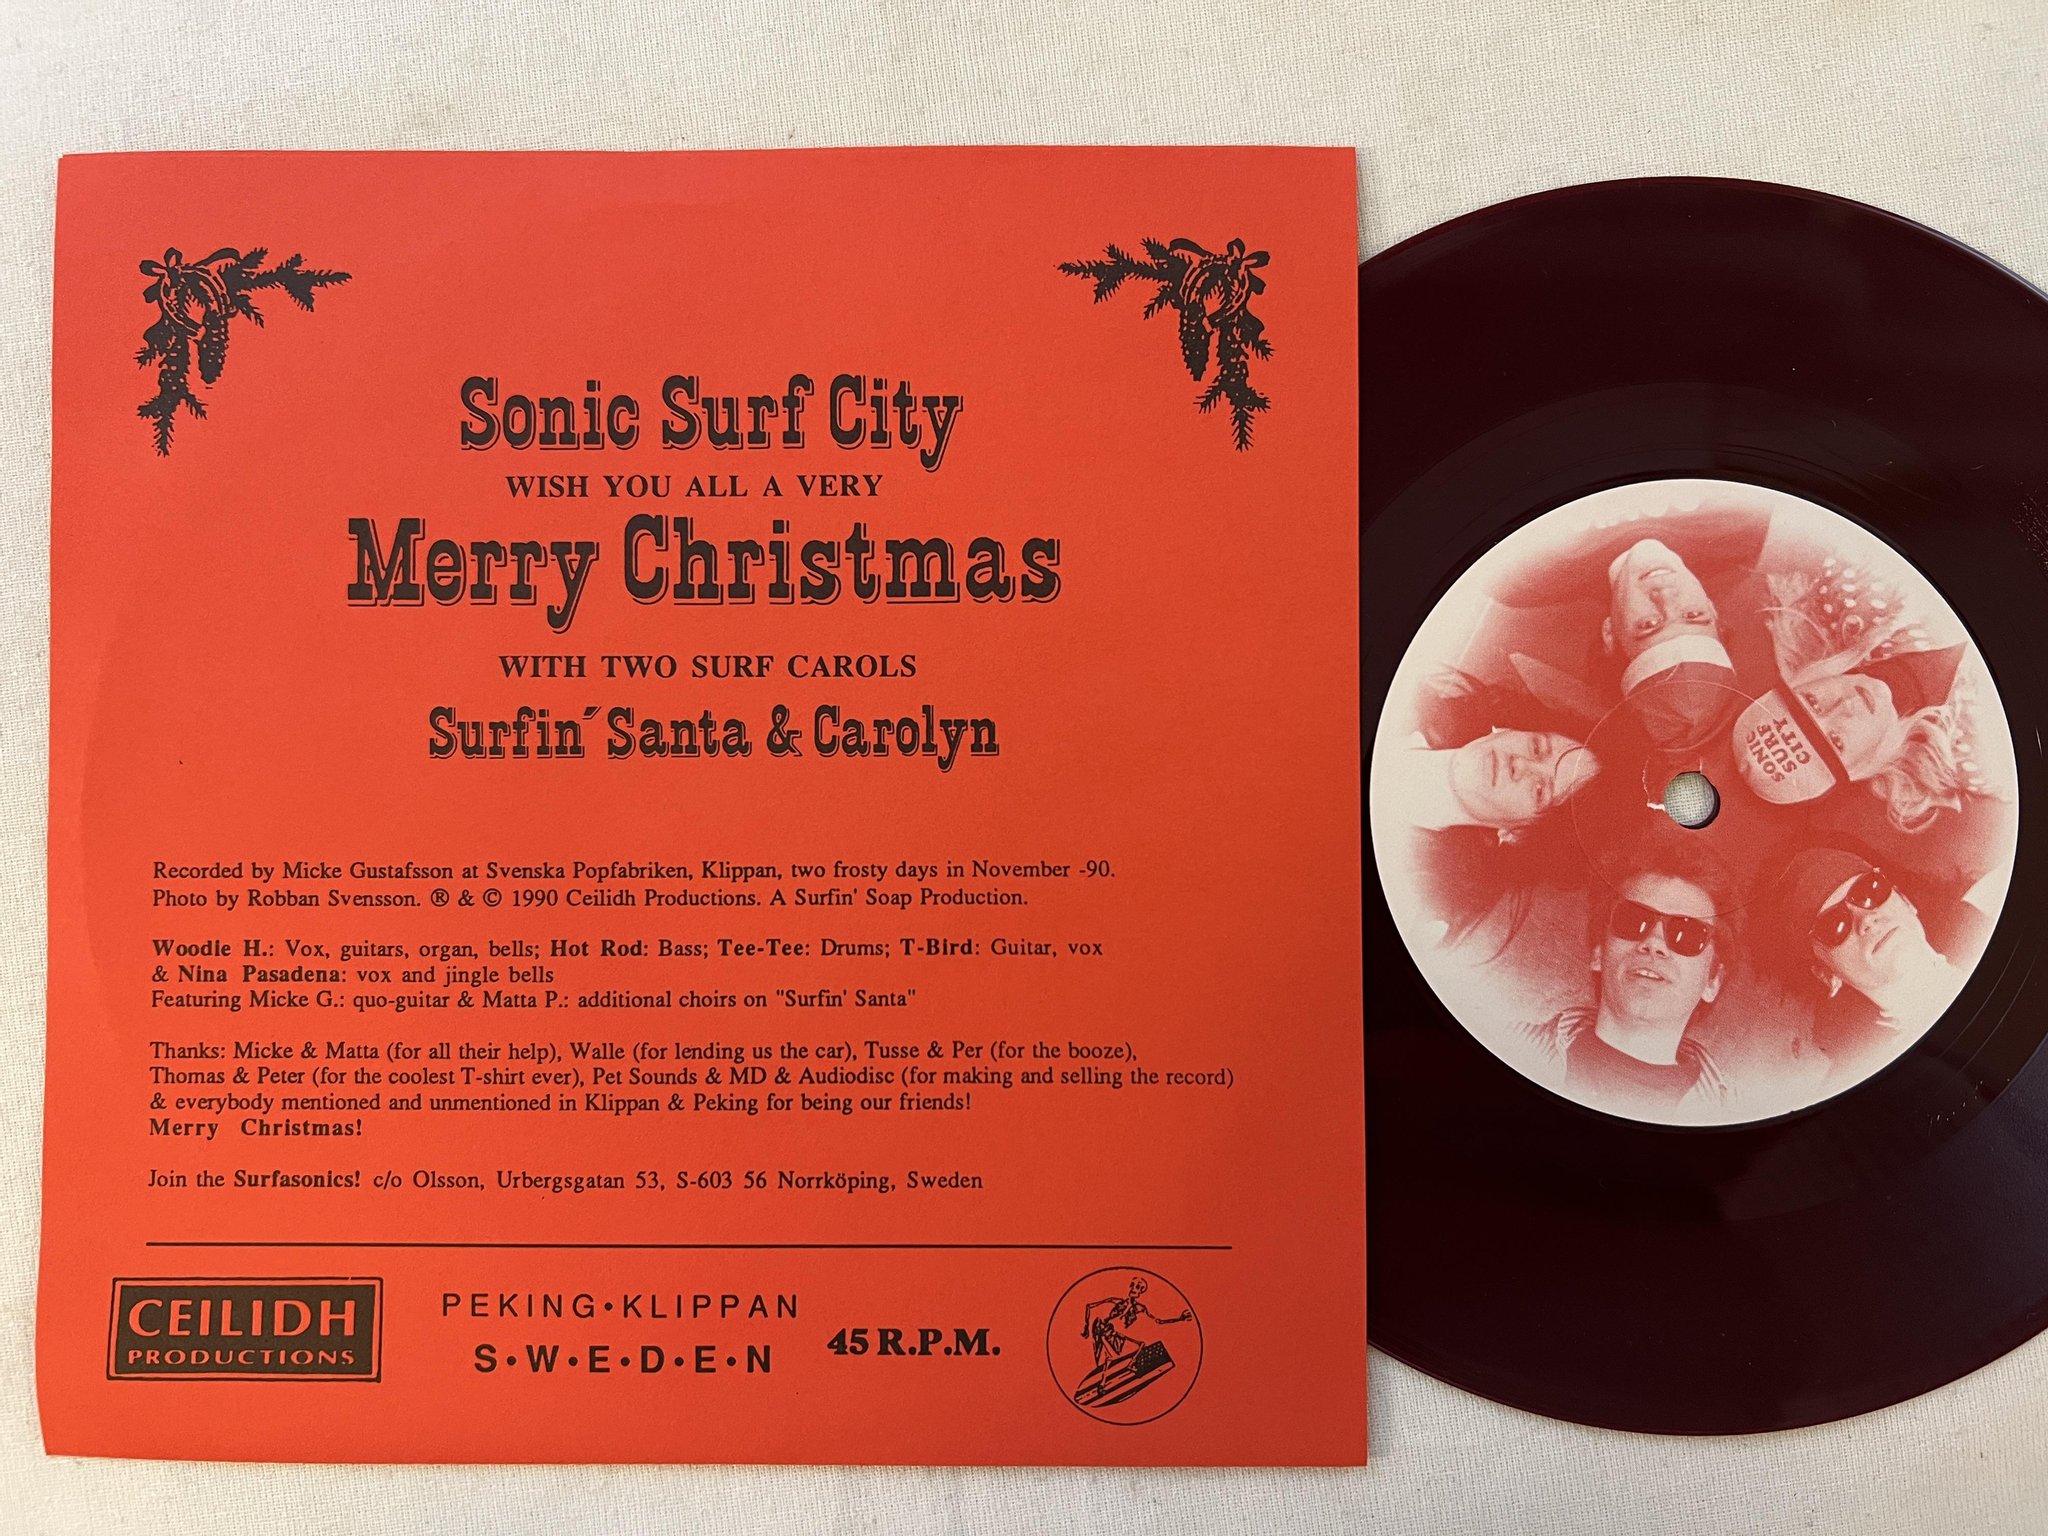 Sonic Surf City
WISH YOU ALL A VERY
Merry Christmas
WITH TWO SURF CAROLS
Surfin´ Santa & Carolyn
Recorded by Micke Gustafsson at Svenska Popfabriken, Klippan, two frosty days in November -90.
Photo by Robban Svensson. ® & © 1990 Ceilidh Productions. A Surfin' Soap Production.
Woodie H.: Vox, guitars, organ, bells; Hot Rod: Bass; Tee-Tee: Drums; T-Bird: Guitar, vox
& Nina Pasadena: vox and jingle bells
Featuring Micke G.: quo-guitar & Matta P.: additional choirs on "Surfin' Santa"
Thanks: Micke & Matta (for all their help), Walle (for lending us the car), Tusse & Per (for the booze),
Thomas & Peter (for the coolest T-shirt ever), Pet Sounds & MD & Audiodisc (for making and selling the record)
& everybody mentioned and unmentioned in Klippan & Peking for being our friends!
Merry Christmas!
Join the Surfasonics! c/o Olsson, Urbergsgatan 53, S-603 56 Norrköping, Sweden
CEILIDH
PRODUCTIONS
PEKING•KLIPPAN
S•W•E•D•E•N
45 R.P.M.
SONIC
SURF
CITY